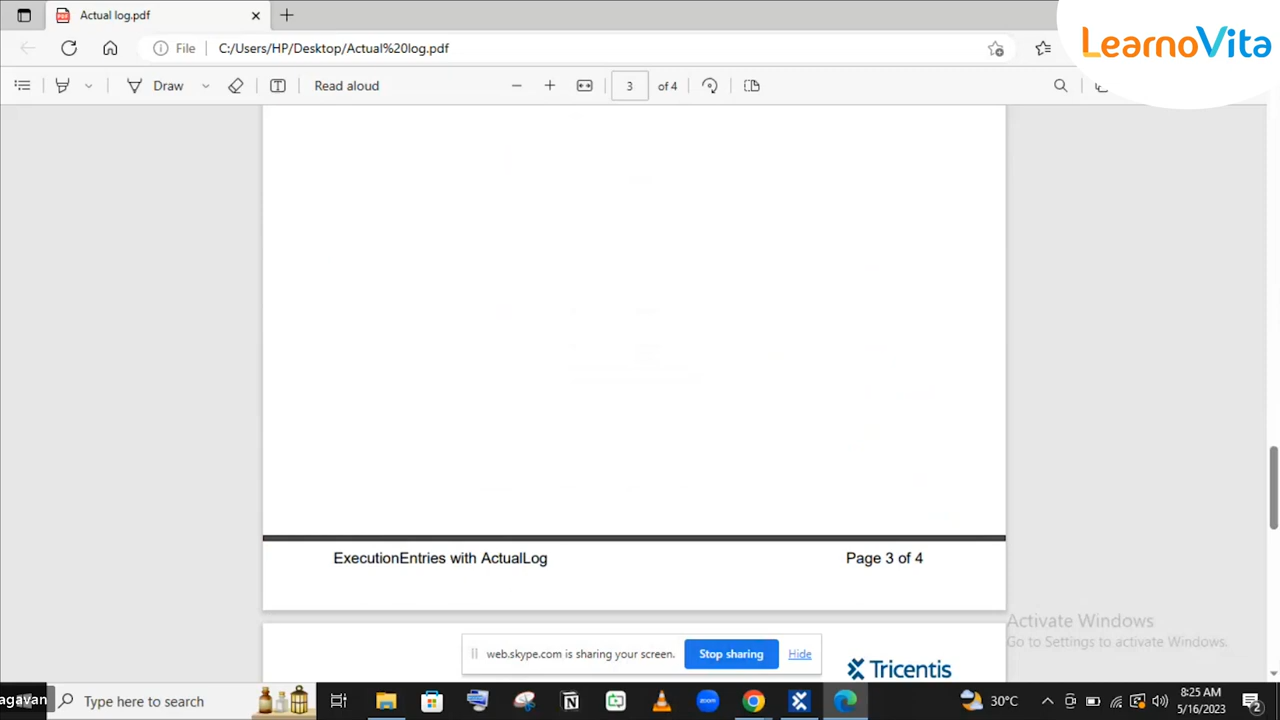 Actual log.pdf
LearnoVita
File
C:/Users/HP/Desktop/Actual%20log.pdf
Draw
Read aloud
3
of 4
ExecutionEntries with ActualLog
Page 3 of 4
Activate Windows
Go to Settings to activate Windows.
web.skype.com is sharing your screen.
Stop sharing
Hide
Tricentis
agavan
Type here to search
30°C
8:25 AM
5/16/2023
2